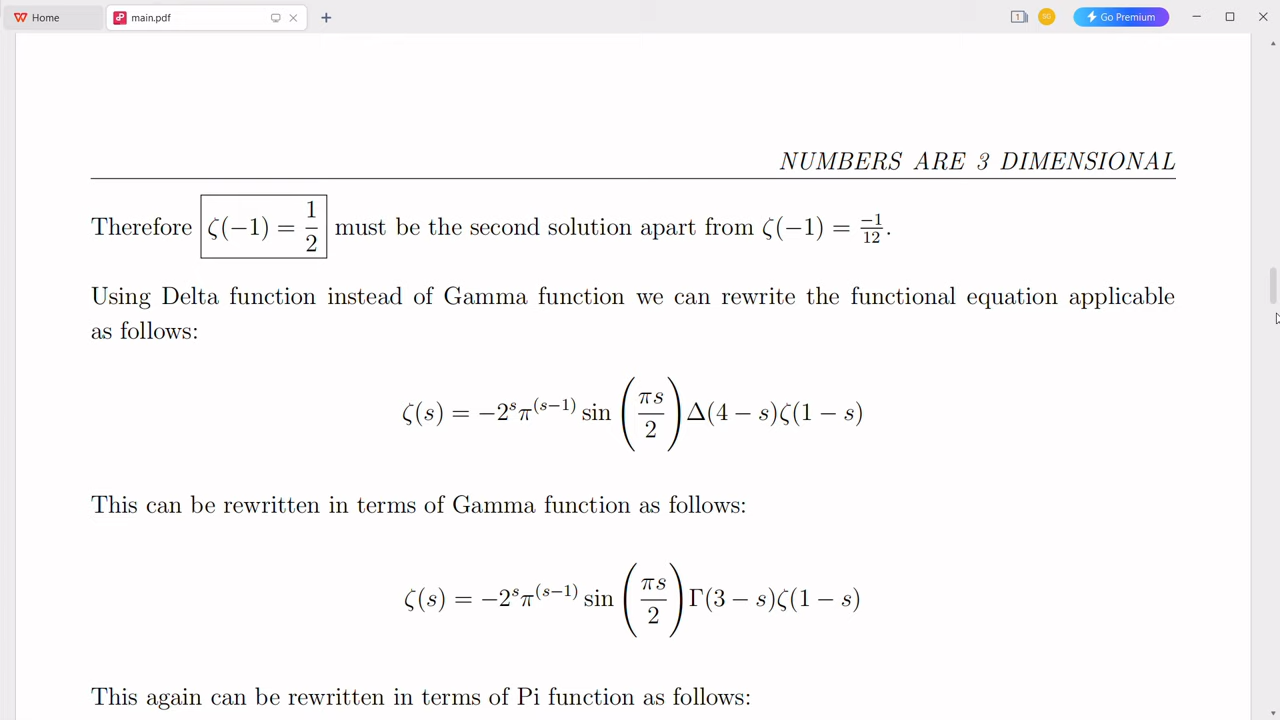 Home
main.pdf
1
SG
Go Premium
NUMBERS ARE 3 DIMENSIONAL
Therefore ζ(−1) = 1/2 must be the second solution apart from ζ(−1) = −1/12.
Using Delta function instead of Gamma function we can rewrite the functional equation applicable
as follows:
ζ(s) = −2^s π^(s−1) sin (πs/2) Δ(4 − s)ζ(1 − s)
This can be rewritten in terms of Gamma function as follows:
ζ(s) = −2^s π^(s−1) sin (πs/2) Γ(3 − s)ζ(1 − s)
This again can be rewritten in terms of Pi function as follows: